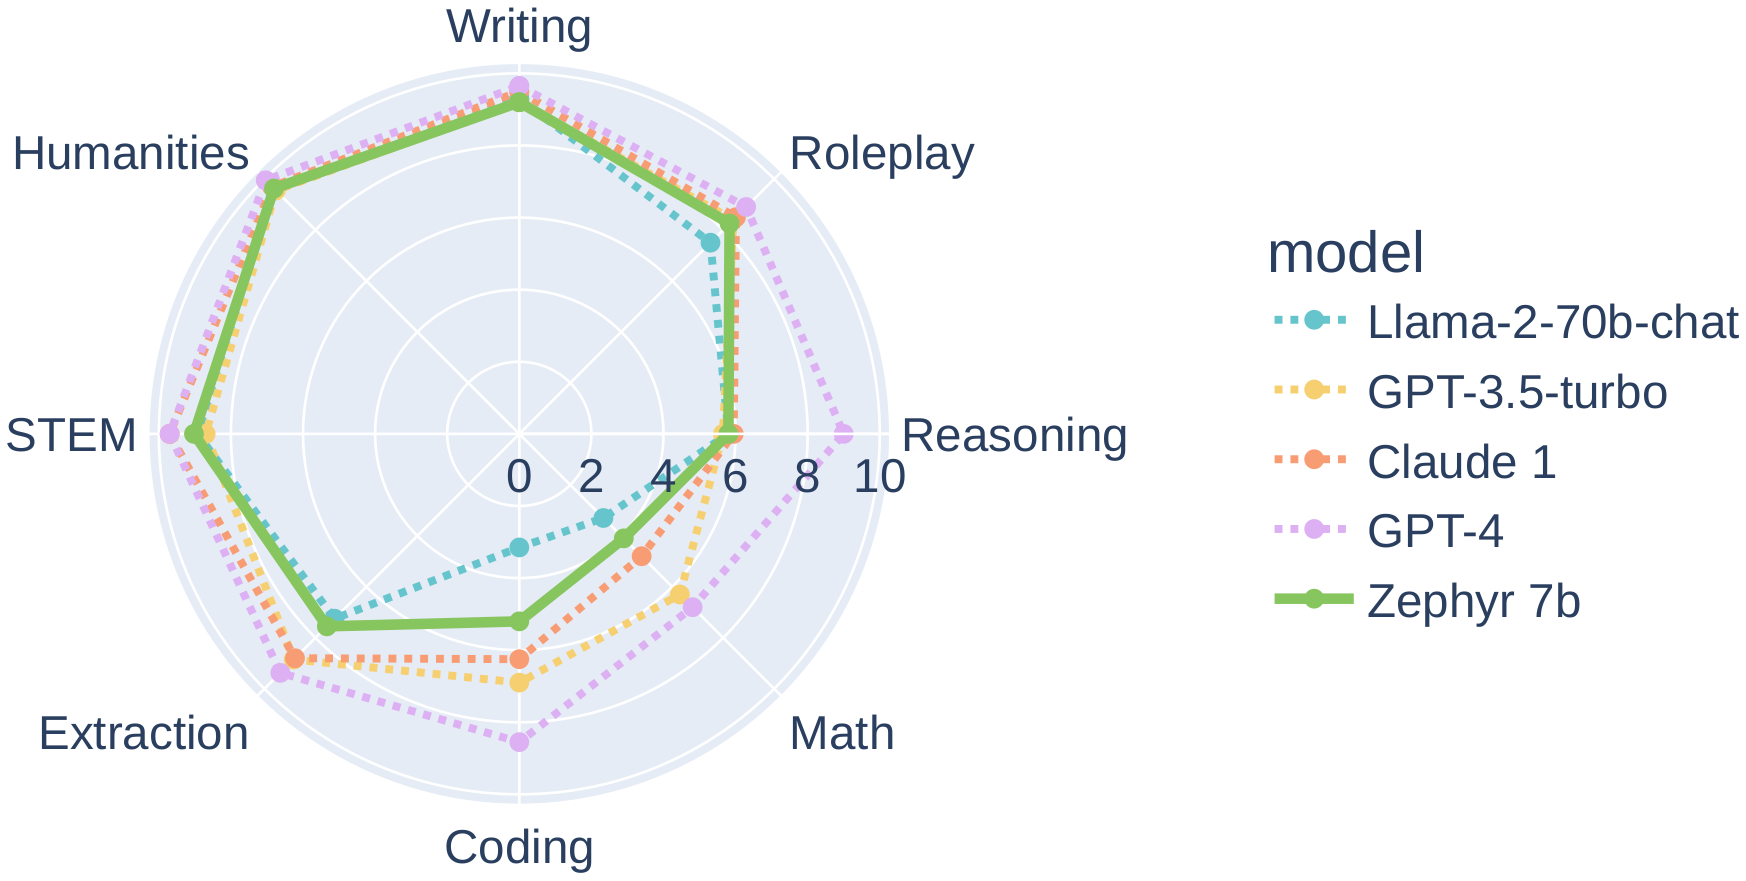 Writing
Humanities
Roleplay
STEM
Reasoning
0 2 4 6 8 10
Extraction
Math
Coding
model
Llama-2-70b-chat
GPT-3.5-turbo
Claude 1
GPT-4
Zephyr 7b